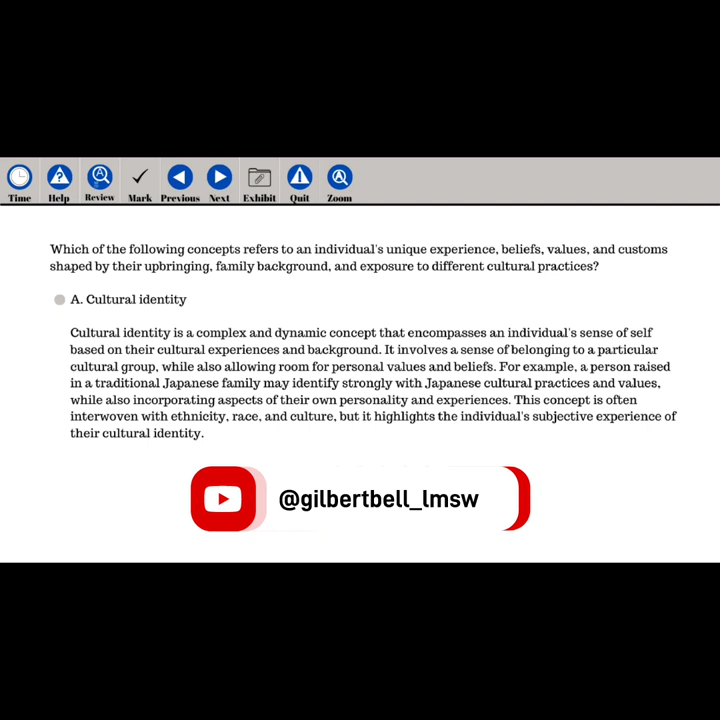 Time Help Review Mark Previous Next Exhibit Quit Zoom
Which of the following concepts refers to an individual's unique experience, beliefs, values, and customs
shaped by their upbringing, family background, and exposure to different cultural practices?
A. Cultural identity
Cultural identity is a complex and dynamic concept that encompasses an individual's sense of self
based on their cultural experiences and background. It involves a sense of belonging to a particular
cultural group, while also allowing room for personal values and beliefs. For example, a person raised
in a traditional Japanese family may identify strongly with Japanese cultural practices and values,
while also incorporating aspects of their own personality and experiences. This concept is often
interwoven with ethnicity, race, and culture, but it highlights the individual's subjective experience of
their cultural identity.
@gilbertbell_lmsw